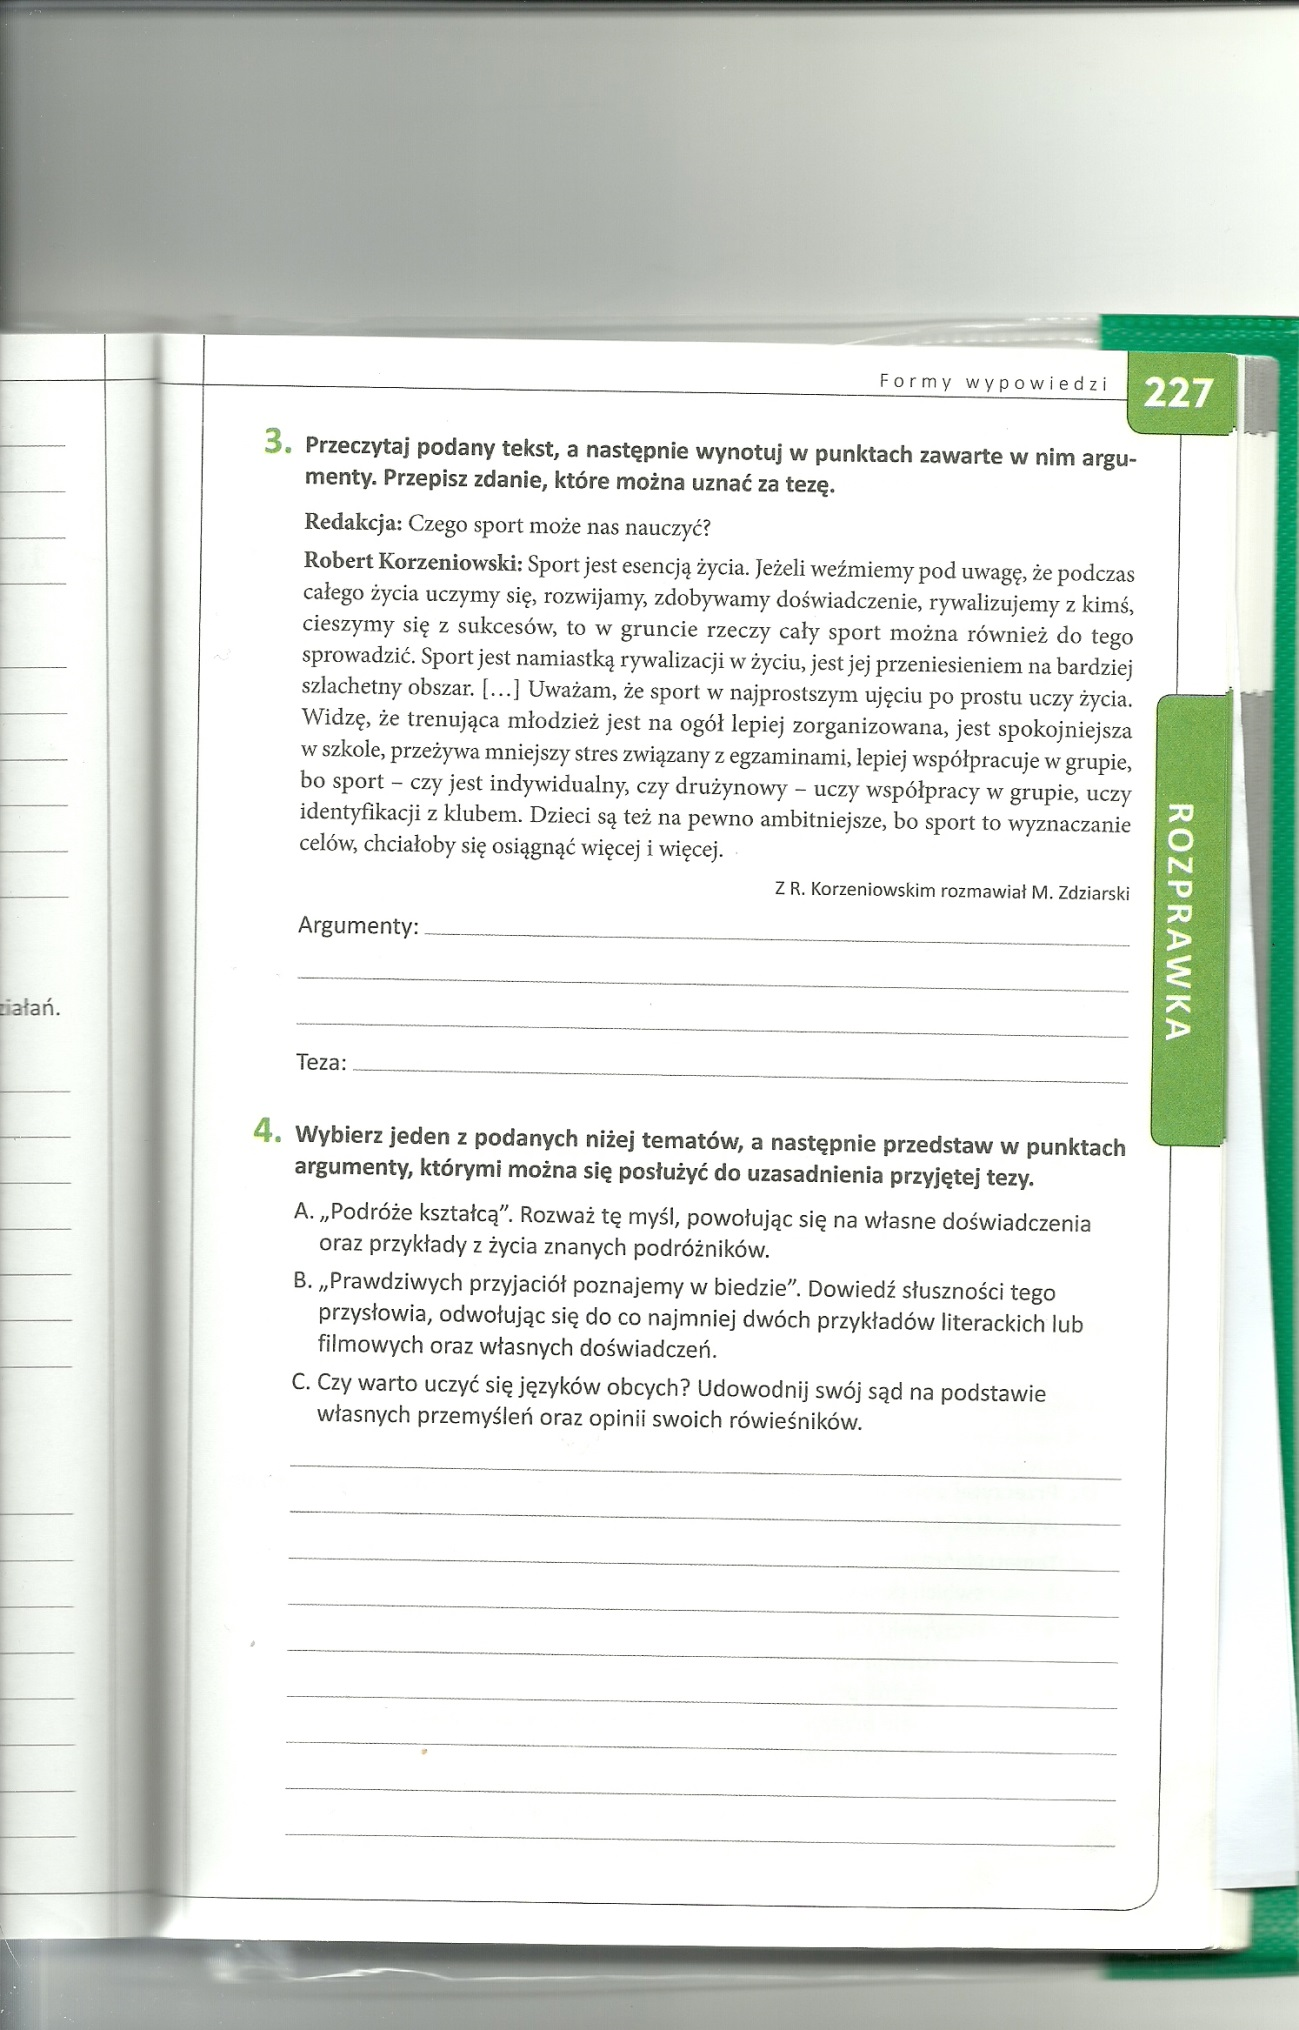 Formy wypowiedzi
227
3. Przeczytaj podany tekst, a następnie wynotuj w punktach zawarte w nim argu-
menty. Przepisz zdanie, które można uznać za tezę.
Redakcja: Czego sport może nas nauczyć?
Robert Korzeniowski: Sport jest esencją życia. Jeżeli weźmiemy pod uwagę, że podczas
całego życia uczymy się, rozwijamy, zdobywamy doświadczenie, rywalizujemy z kimś,
cieszymy się z sukcesów, to w gruncie rzeczy cały sport można również do tego
sprowadzić. Sport jest namiastką rywalizacji w życiu, jest jej przeniesieniem na bardziej
szlachetny obszar. [...] Uważam, że sport w najprostszym ujęciu po prostu uczy życia.
Widzę, że trenująca młodzież jest na ogół lepiej zorganizowana, jest spokojniejsza
w szkole, przeżywa mniejszy stres związany z egzaminami, lepiej współpracuje w grupie,
bo sport – czy jest indywidualny, czy drużynowy – uczy współpracy w grupie, uczy
identyfikacji z klubem. Dzieci są też na pewno ambitniejsze, bo sport to wyznaczanie
celów, chciałoby się osiągnąć więcej i więcej.
Z R. Korzeniowskim rozmawiał M. Zdziarski
Argumenty:
Teza:
4. Wybierz jeden z podanych niżej tematów, a następnie przedstaw w punktach
argumenty, którymi można się posłużyć do uzasadnienia przyjętej tezy.
A. „Podróże kształcą”. Rozważ tę myśl, powołując się na własne doświadczenia
oraz przykłady z życia znanych podróżników.
B. „Prawdziwych przyjaciół poznajemy w biedzie”. Dowiedź słuszności tego
przysłowia, odwołując się do co najmniej dwóch przykładów literackich lub
filmowych oraz własnych doświadczeń.
C. Czy warto uczyć się języków obcych? Udowodnij swój sąd na podstawie
własnych przemyśleń oraz opinii swoich rówieśników.
ROZPRAWKA